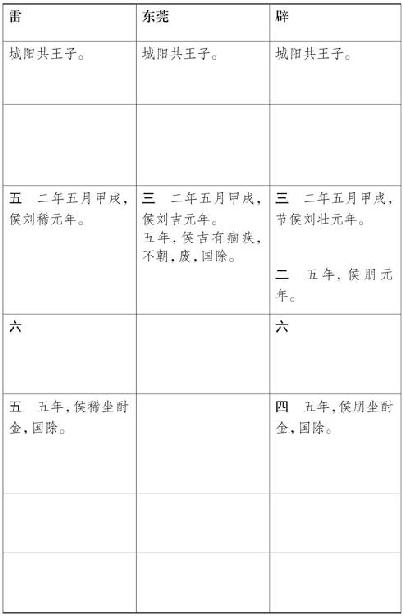 雷
东莞
辟
城阳共王子。
城阳共王子。
城阳共王子。
五　二年五月甲戌，
侯刘稀元年。
三　二年五月甲戌，
侯刘吉元年。
五年，侯吉有痼疾，
不朝，废，国除。
三　二年五月甲戌，
节侯刘壮元年。
二　五年，侯朋元
年。
六
六
五　五年，侯稀坐酎
金，国除。
四　五年，侯朋坐酎
金，国除。